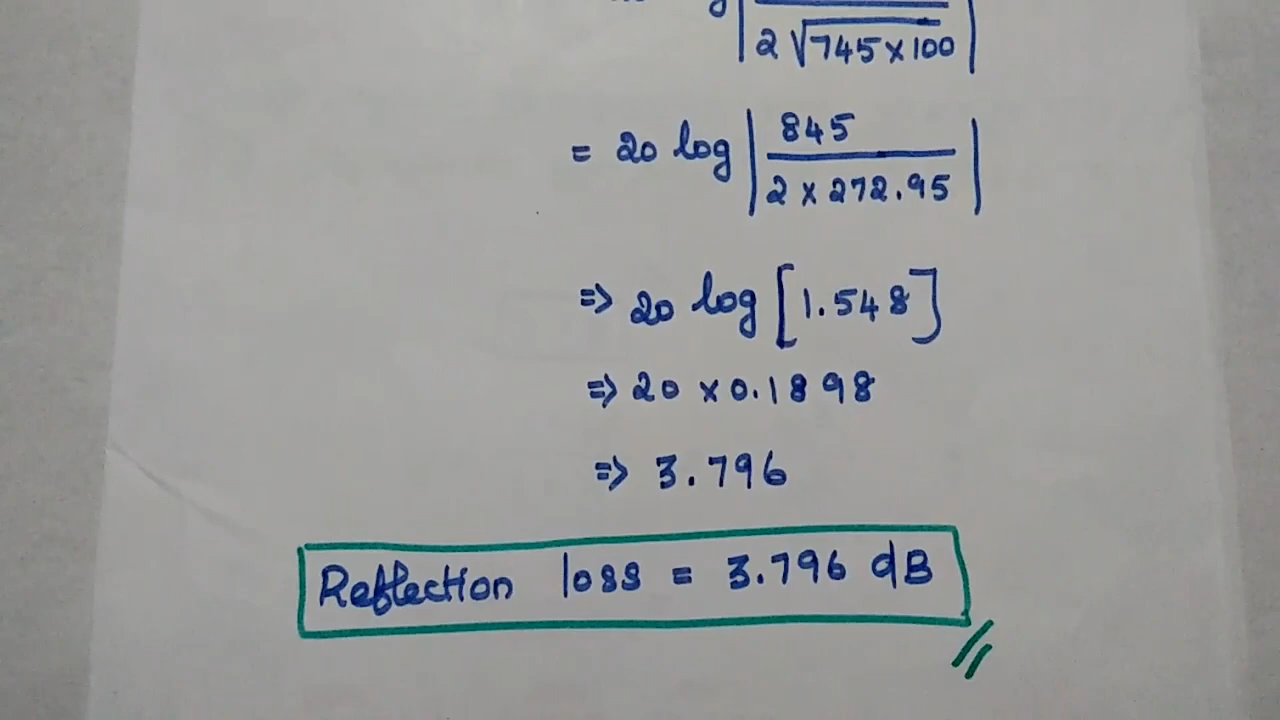 2 √745×100
= 20 log | 845 / 2 × 272.95 |
=> 20 log [1.548]
=> 20 × 0.1898
=> 3.796
Reflection loss = 3.796 dB